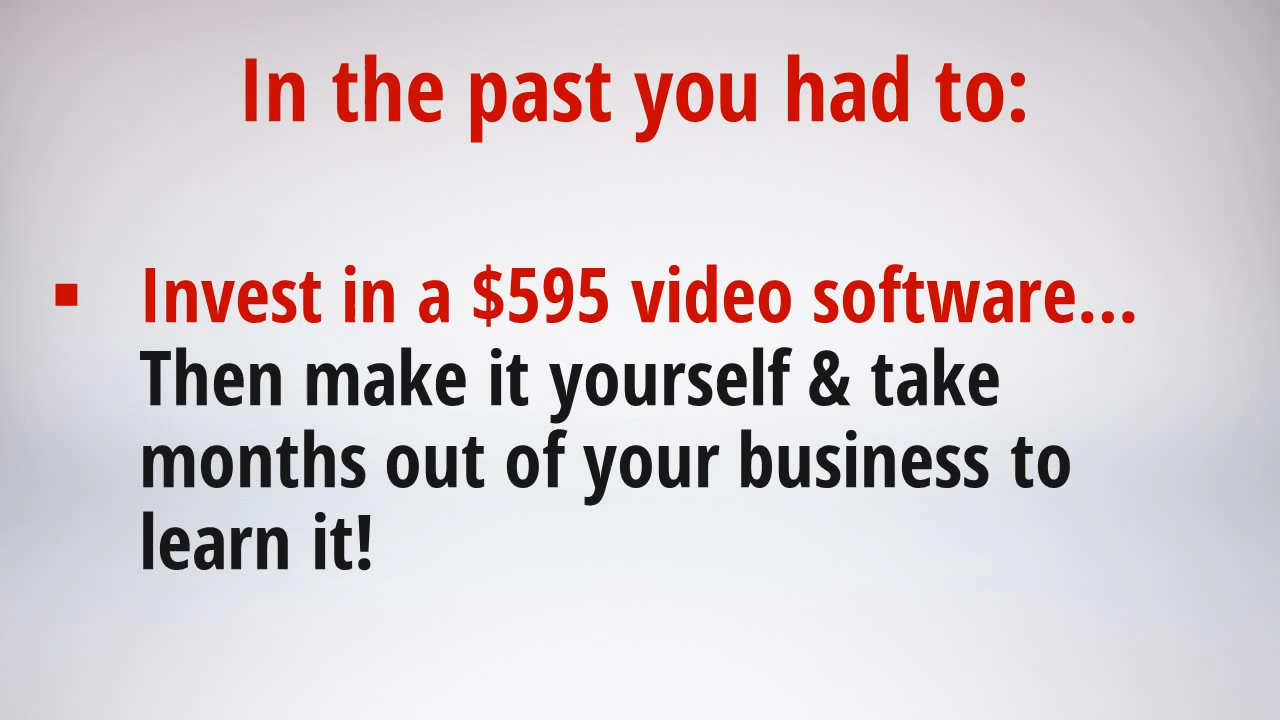 In the past you had to:
▪ Invest in a $595 video software...
Then make it yourself & take
months out of your business to
learn it!